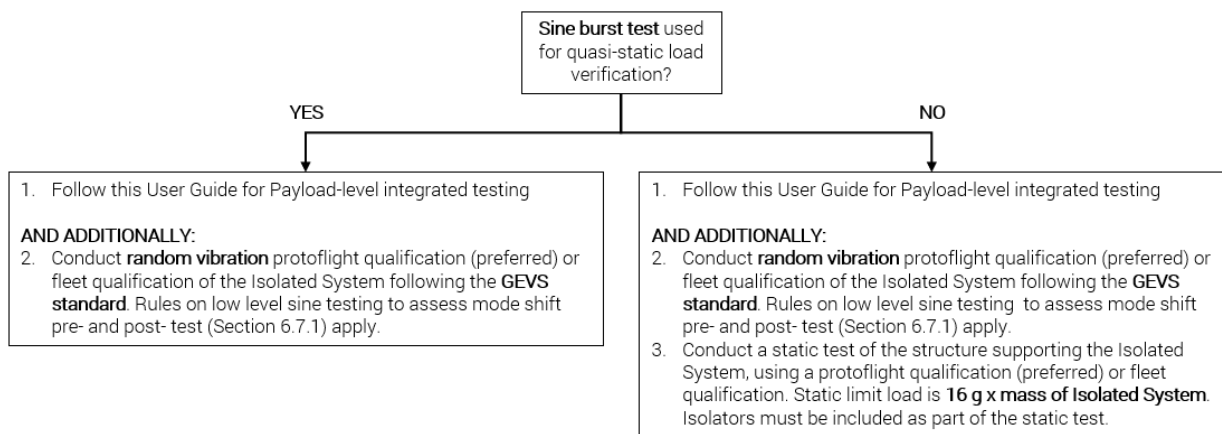 Sine burst test used
for quasi-static load
verification?
YES
NO
1. Follow this User Guide for Payload-level integrated testing
AND ADDITIONALLY:
2. Conduct random vibration protoflight qualification (preferred) or
fleet qualification of the Isolated System following the GEVS
standard. Rules on low level sine testing to assess mode shift
pre- and post- test (Section 6.7.1) apply.
1. Follow this User Guide for Payload-level integrated testing
AND ADDITIONALLY:
2. Conduct random vibration protoflight qualification (preferred) or
fleet qualification of the Isolated System following the GEVS
standard. Rules on low level sine testing to assess mode shift
pre- and post- test (Section 6.7.1) apply.
3. Conduct a static test of the structure supporting the Isolated
System, using a protoflight qualification (preferred) or fleet
qualification. Static limit load is 16 g x mass of Isolated System.
Isolators must be included as part of the static test.